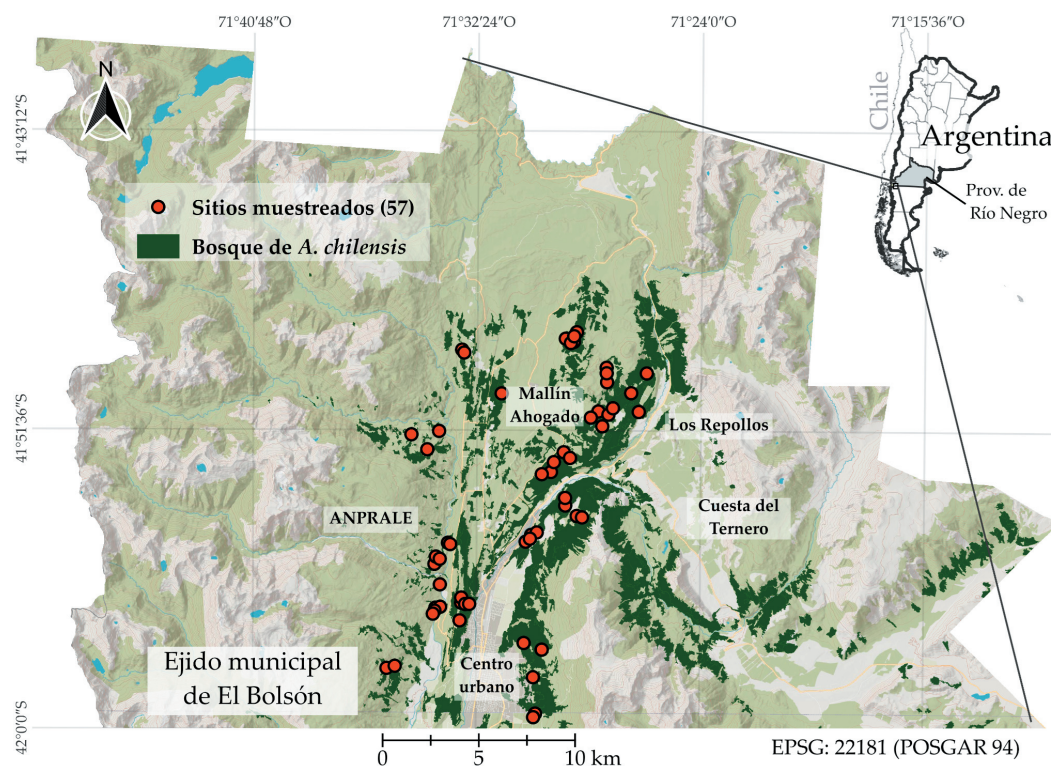 71°40'48''O
71°32'24''O
71°24'0''O
71°15'36''O
N
41°43'12''S
Chile
Argentina
Prov. de
Río Negro
Sitios muestreados (57)
Bosque de A. chilensis
Mallín
Ahogado
41°51'36''S
Los Repollos
ANPRALE
Cuesta del
Ternero
Ejido municipal
de El Bolsón
Centro
urbano
42°0'0''S
0 5 10 km
EPSG: 22181 (POSGAR 94)